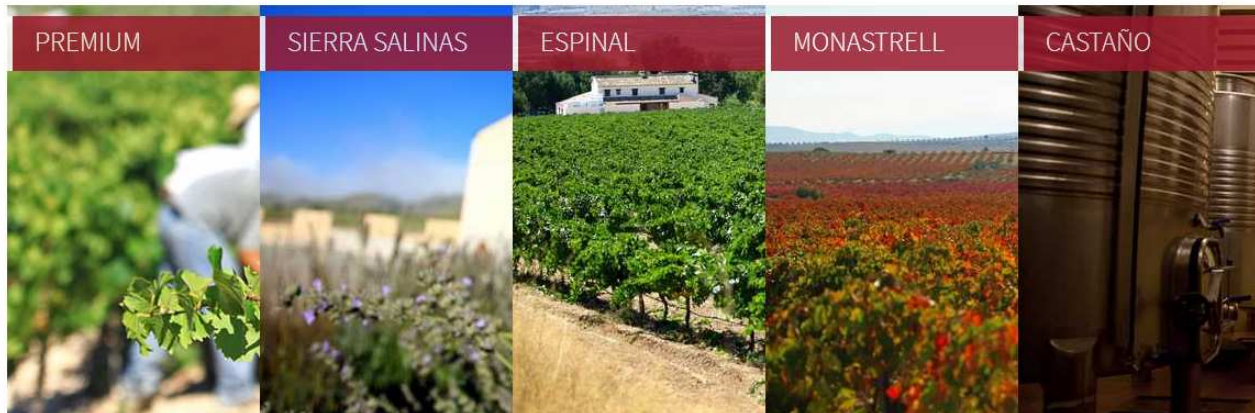 PREMIUM
SIERRA SALINAS
ESPINAL
MONASTRELL
CASTAÑO